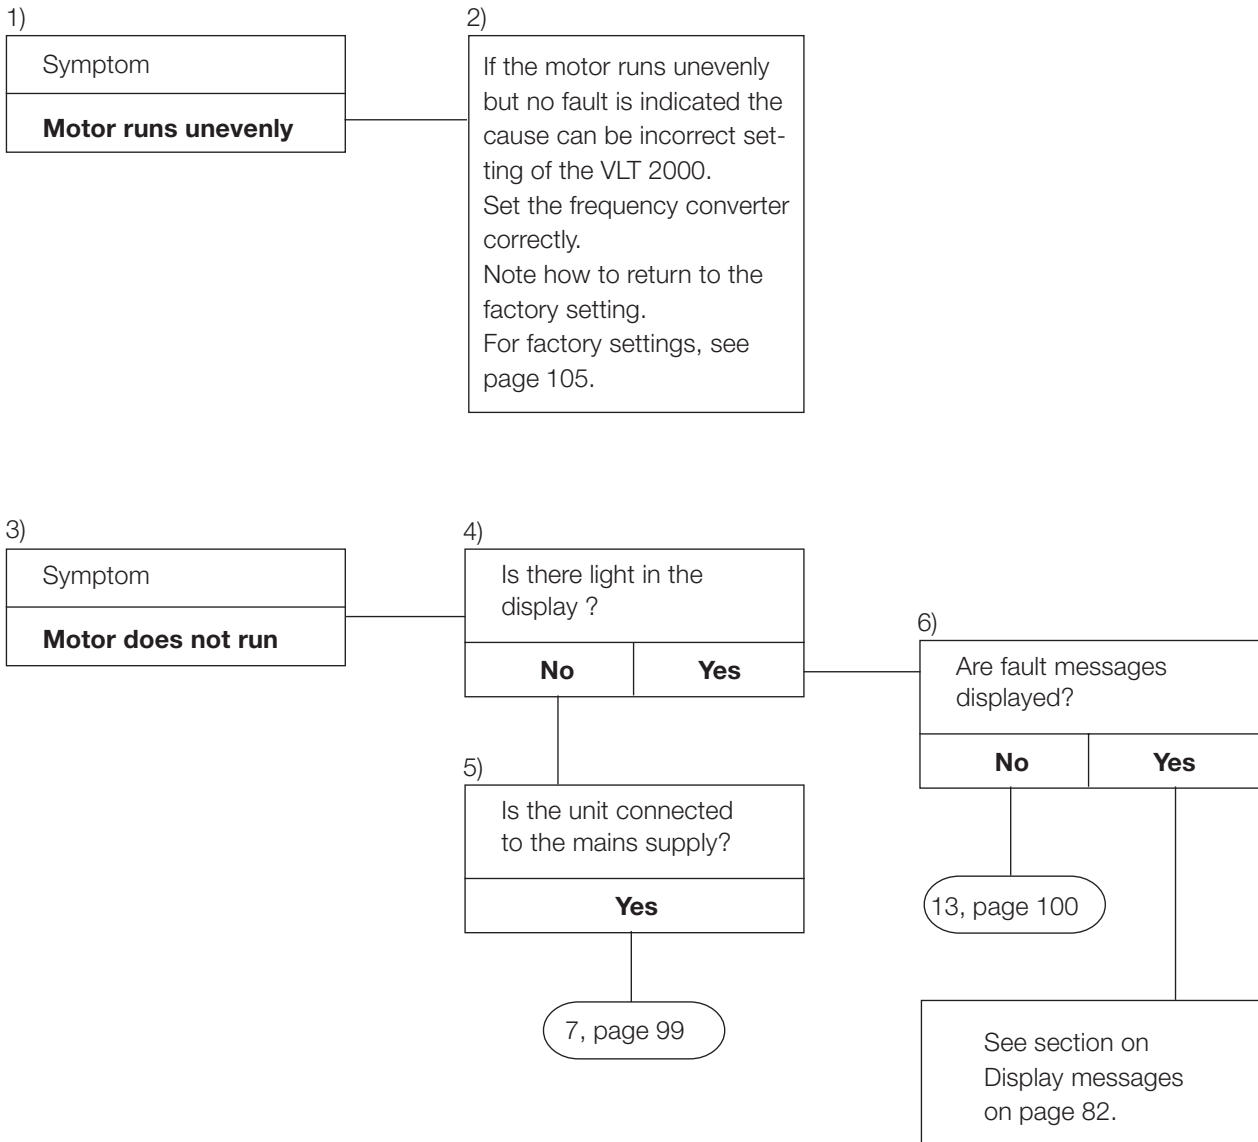 1)
Symptom
Motor runs unevenly
2)
If the motor runs unevenly
but no fault is indicated the
cause can be incorrect set-
ting of the VLT 2000.
Set the frequency converter
correctly.
Note how to return to the
factory setting.
For factory settings, see
page 105.
3)
Symptom
Motor does not run
4)
Is there light in the
display ?
No
Yes
5)
Is the unit connected
to the mains supply?
Yes
7, page 99
6)
Are fault messages
displayed?
No
Yes
13, page 100
See section on
Display messages
on page 82.